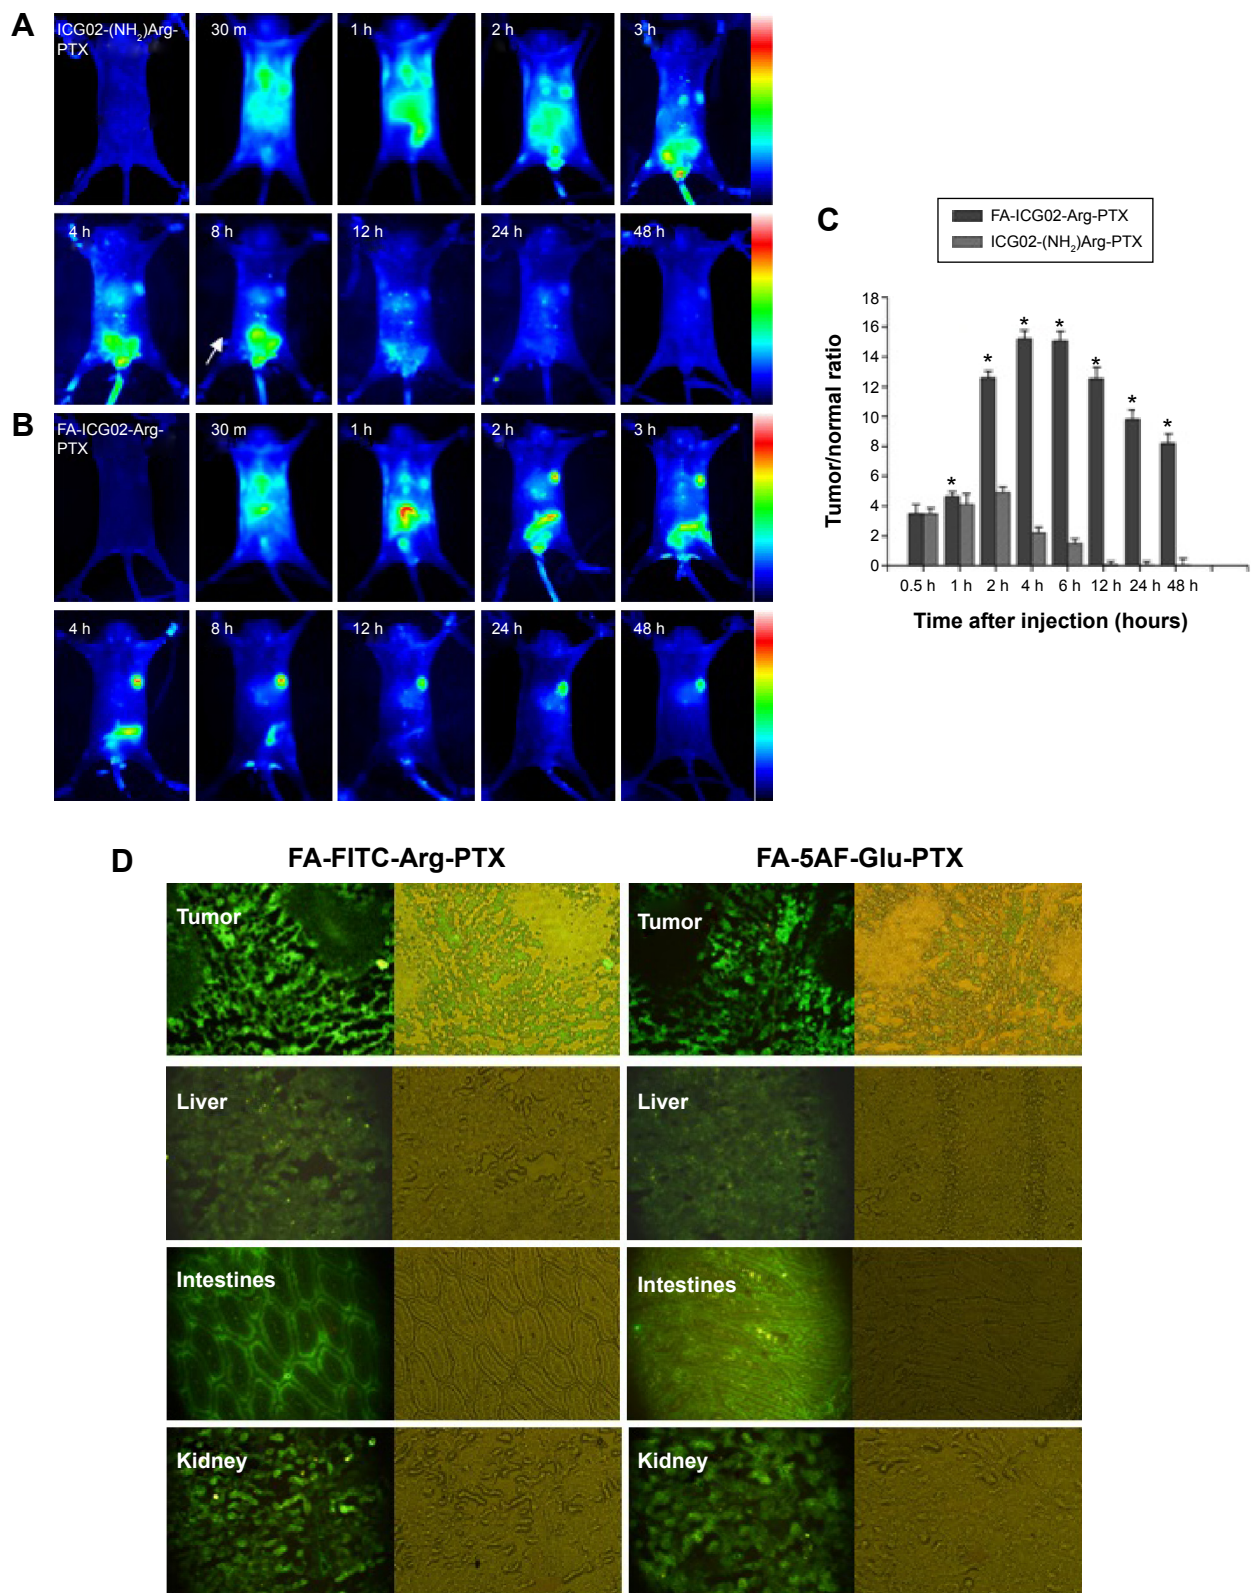 A
ICG02-(NH2)Arg-
PTX
30 m
1 h
2 h
3 h
4 h
8 h
12 h
24 h
48 h
B
FA-ICG02-Arg-
PTX
30 m
1 h
2 h
3 h
4 h
8 h
12 h
24 h
48 h
C
FA-ICG02-Arg-PTX
ICG02-(NH2)Arg-PTX
Tumor/normal ratio
18
16
14
12
10
8
6
4
2
0
* * * * * * *
0.5 h 1 h 2 h 4 h 6 h 12 h 24 h 48 h
Time after injection (hours)
D
FA-FITC-Arg-PTX
FA-5AF-Glu-PTX
Tumor
Tumor
Liver
Liver
Intestines
Intestines
Kidney
Kidney